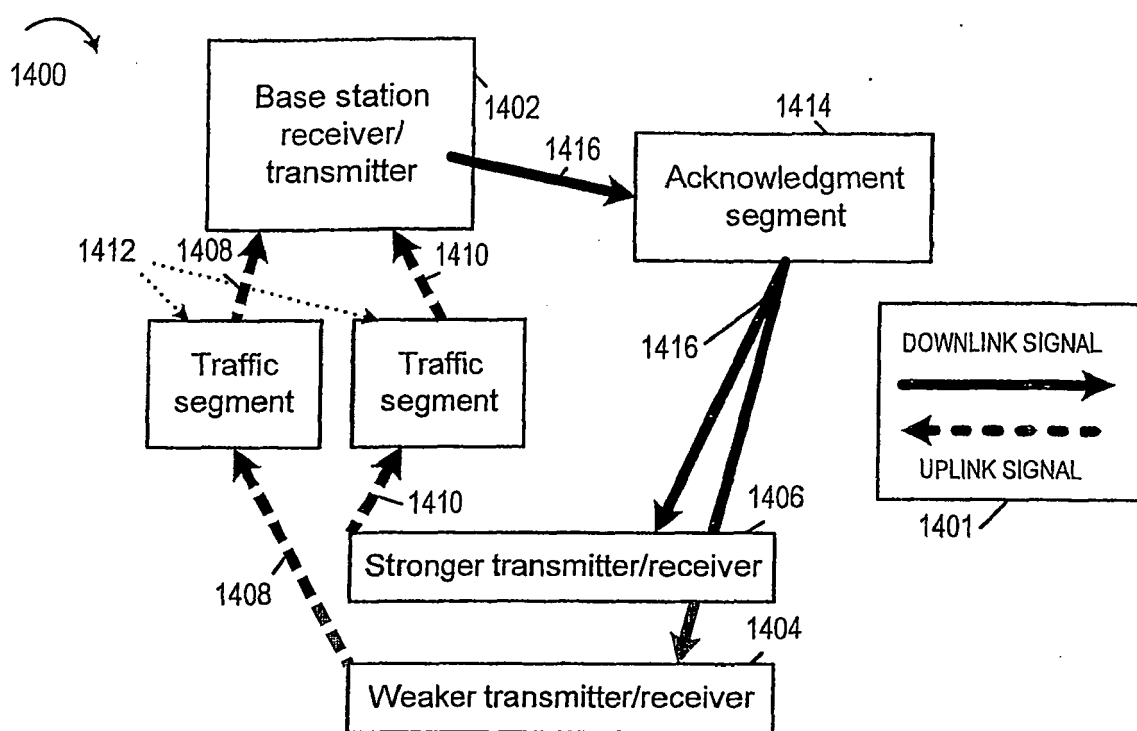 1400
Base station
receiver/
transmitter
1402
1416
1414
Acknowledgment
segment
1412
1408
1410
Traffic
segment
Traffic
segment
1416
DOWNLINK SIGNAL
UPLINK SIGNAL
1401
1410
1406
Stronger transmitter/receiver
1408
1404
Weaker transmitter/receiver